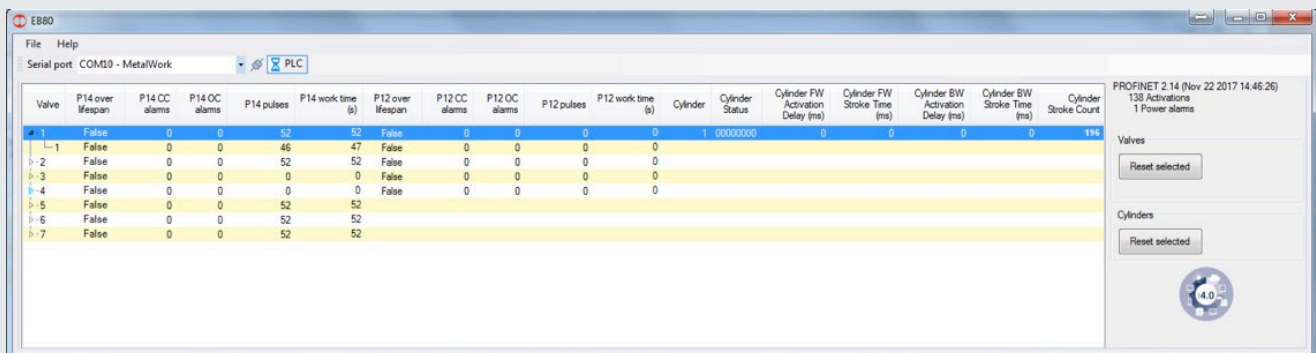 EB80
File Help
Serial port COM10 - MetalWork PLC
Valve P14 over lifespan P14 CC alarms P14 OC alarms P14 pulses P14 work time (s) P12 over lifespan P12 CC alarms P12 OC alarms P12 pulses P12 work time (s) Cylinder Cylinder Status Cylinder FW Activation Delay (ms) Cylinder FW Stroke Time (ms) Cylinder BW Activation Delay (ms) Cylinder BW Stroke Time (ms) Cylinder Stroke Count
1 False 0 0 52 52 False 0 0 0 0 1 00000000 0 0 0 0 196
1 False 0 0 46 47 False 0 0 0 0
2 False 0 0 52 52 False 0 0 0 0
3 False 0 0 0 0 False 0 0 0 0
4 False 0 0 0 0 False 0 0 0 0
5 False 0 0 52 52
6 False 0 0 52 52
7 False 0 0 52 52
PROFINET 2.14 (Nov 22 2017 14:46:26)
138 Activations
1 Power alarms
Valves
Reset selected
Cylinders
Reset selected
4.0